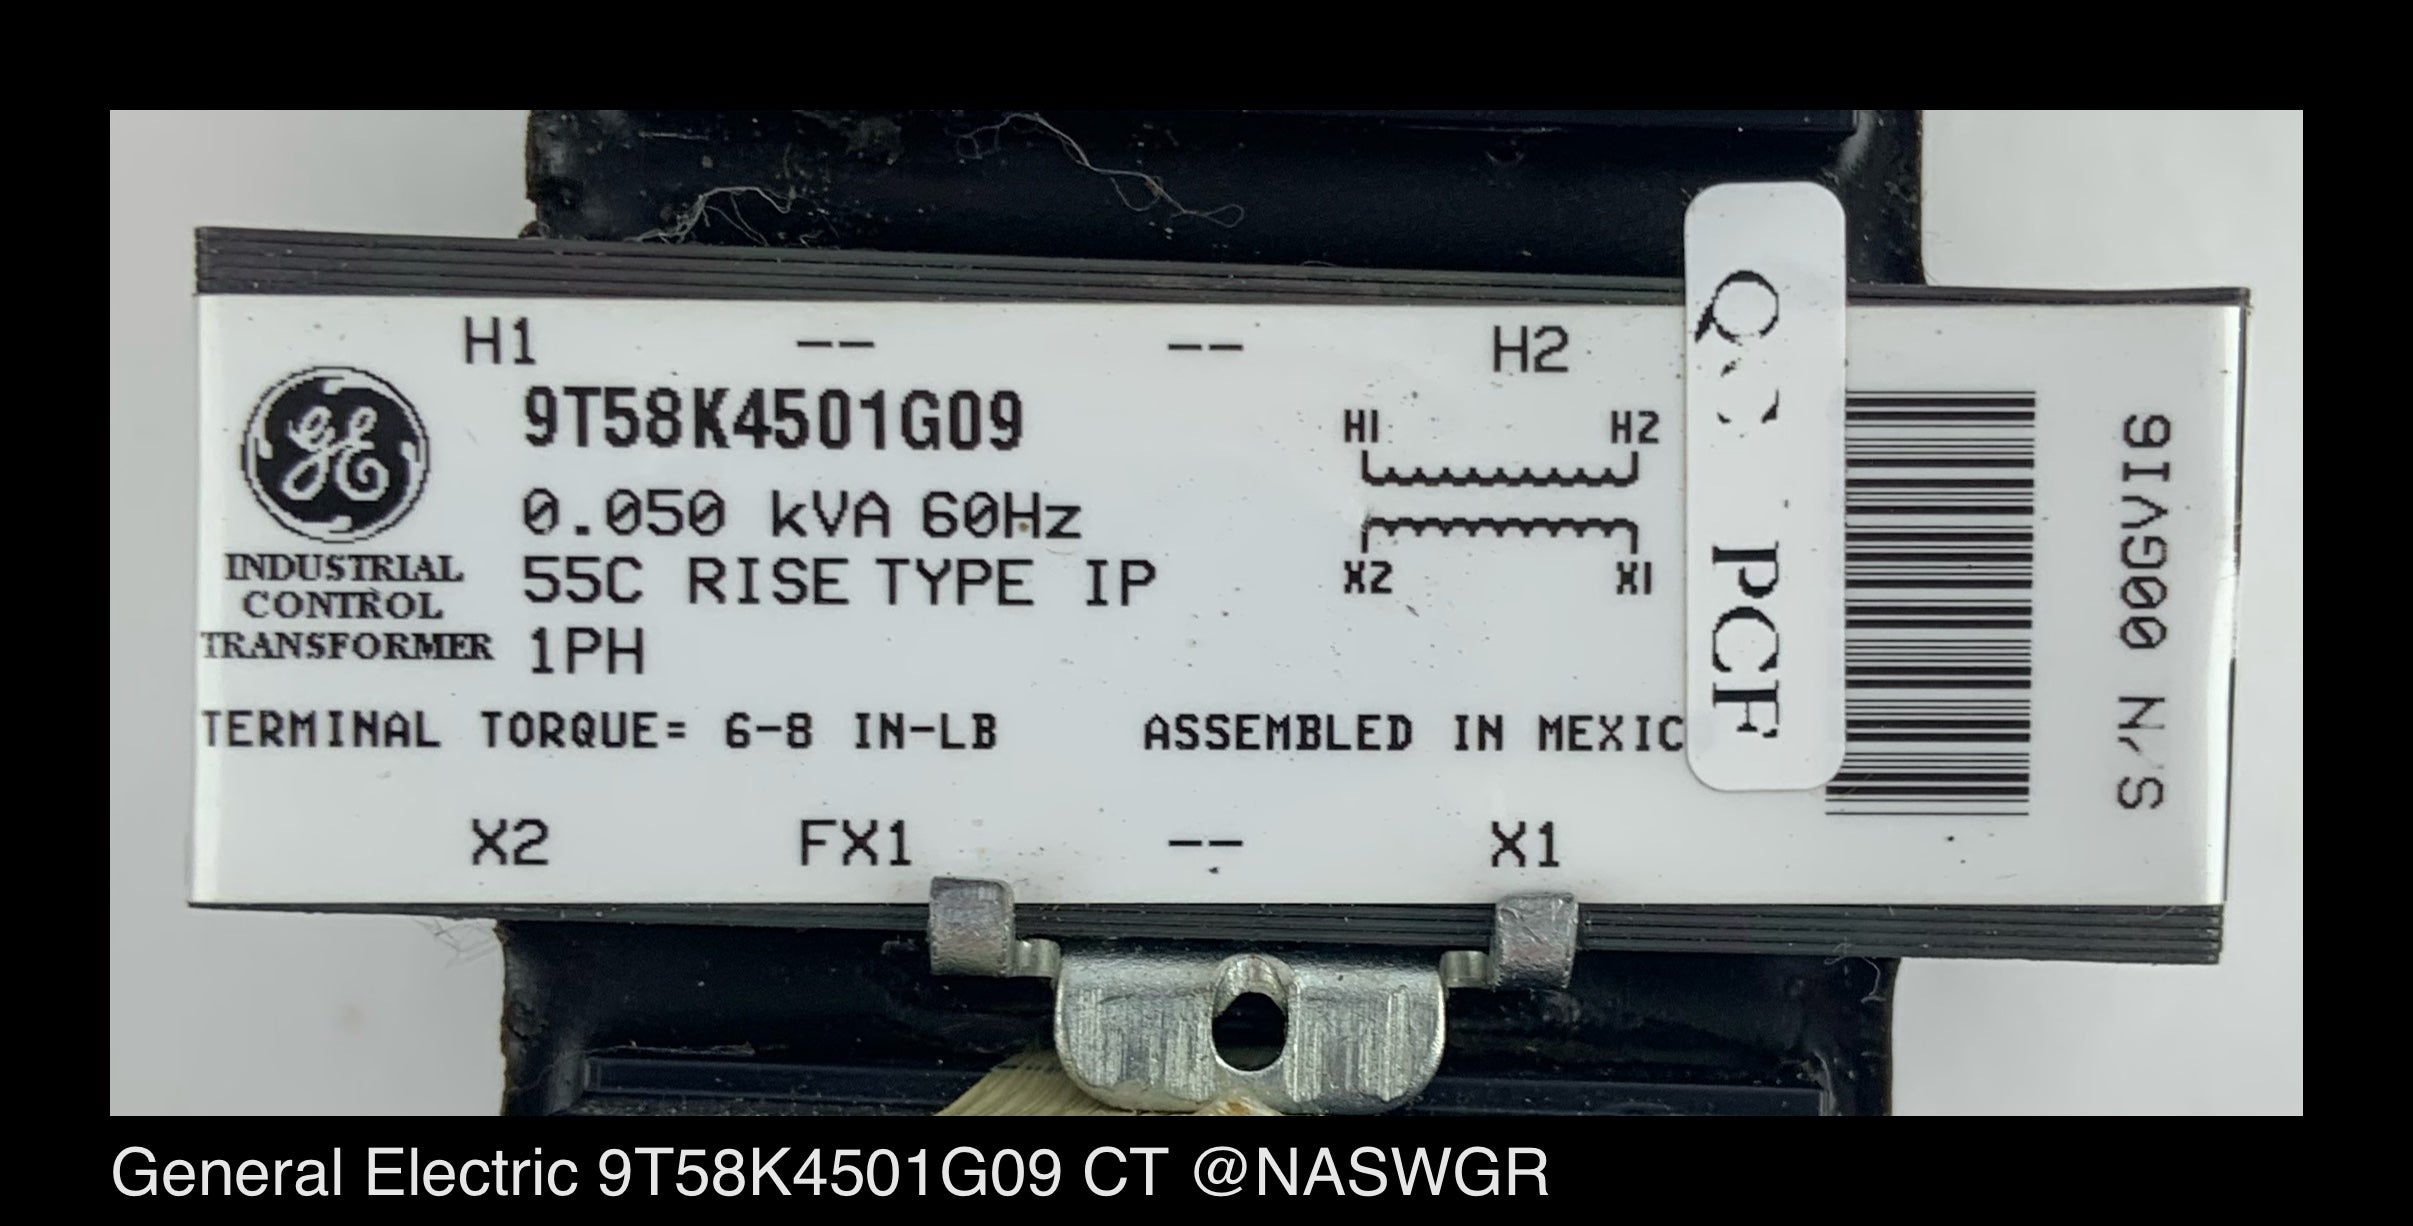 H1 -- -- H2
9T58K4501G09
0.050 kVA 60Hz
55C RISE TYPE IP
1PH
GE
INDUSTRIAL
CONTROL
TRANSFORMER
H1 H2
X2 X1
TERMINAL TORQUE= 6-8 IN-LB ASSEMBLED IN MEXIC
X2 FX1 -- X1
PCF
S/N 00GVI6
General Electric 9T58K4501G09 CT @NASWGR